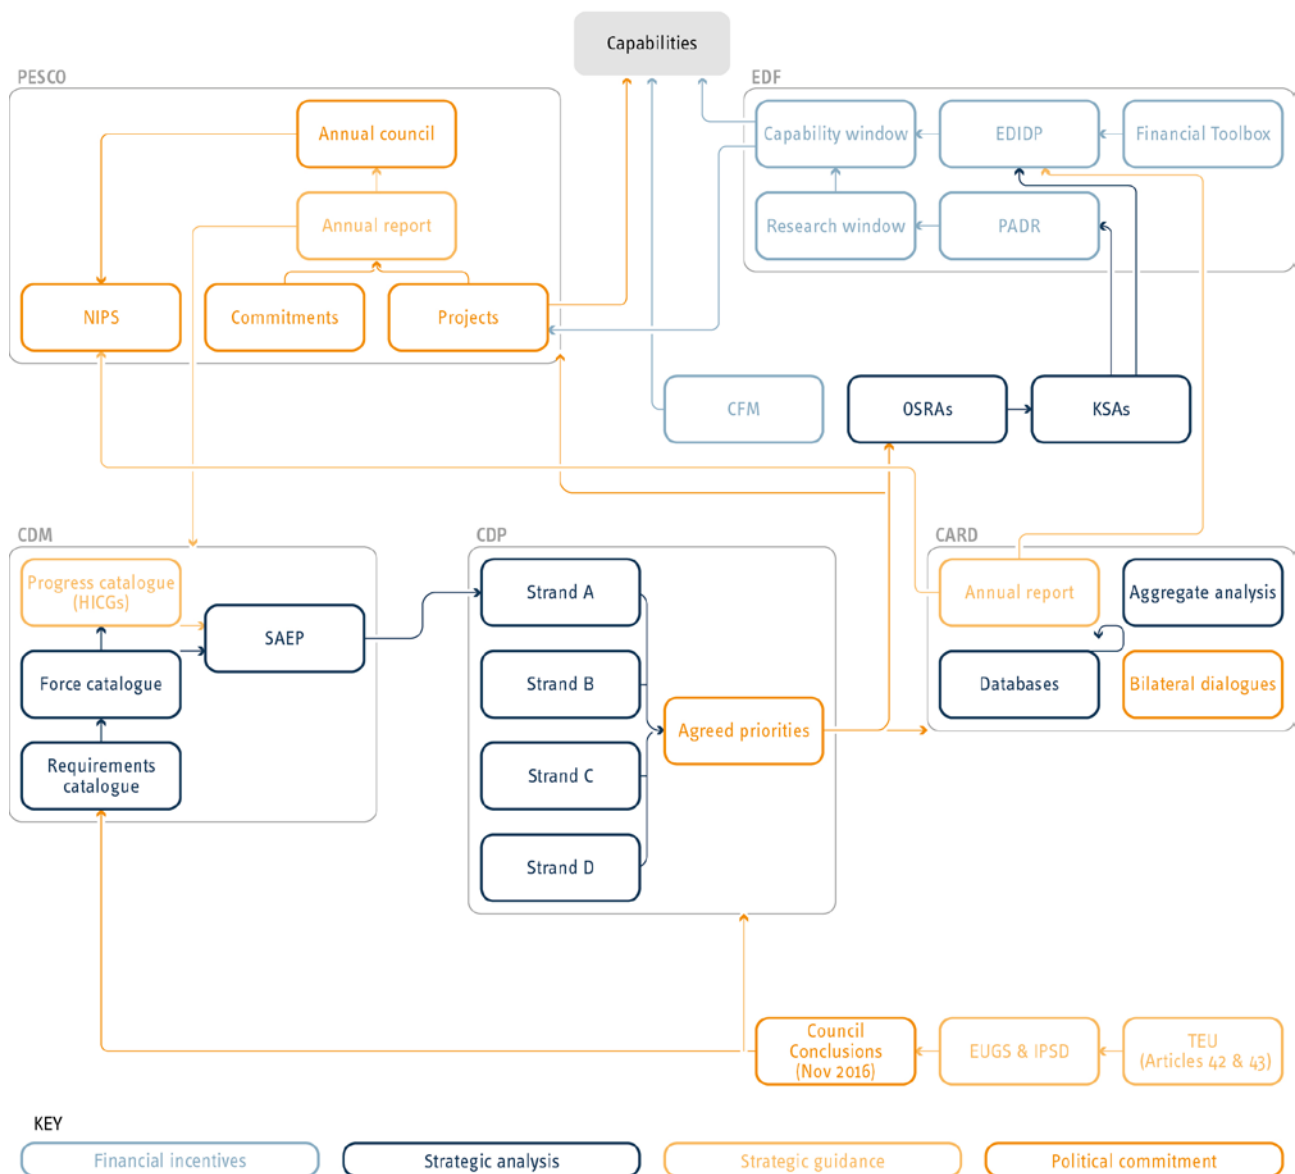 Capabilities
PESCO
EDF
Annual council
Capability window
EDIDP
Financial Toolbox
Annual report
Research window
PADR
NIPS
Commitments
Projects
CFM
OSRAs
KSAs
CDM
CDP
CARD
Progress catalogue
(HICGs)
SAEP
Strand A
Annual report
Aggregate analysis
Force catalogue
Strand B
Databases
Bilateral dialogues
Agreed priorities
Requirements
catalogue
Strand C
Strand D
Council
Conclusions
(Nov 2016)
EUGS & IPSD
TEU
(Articles 42 & 43)
KEY
Financial incentives
Strategic analysis
Strategic guidance
Political commitment